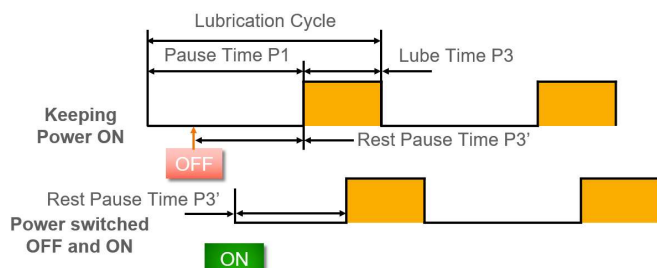 Lubrication Cycle
Pause Time P1
Lube Time P3
Keeping
Power ON
Rest Pause Time P3’
OFF
Rest Pause Time P3’
Power switched
OFF and ON
ON